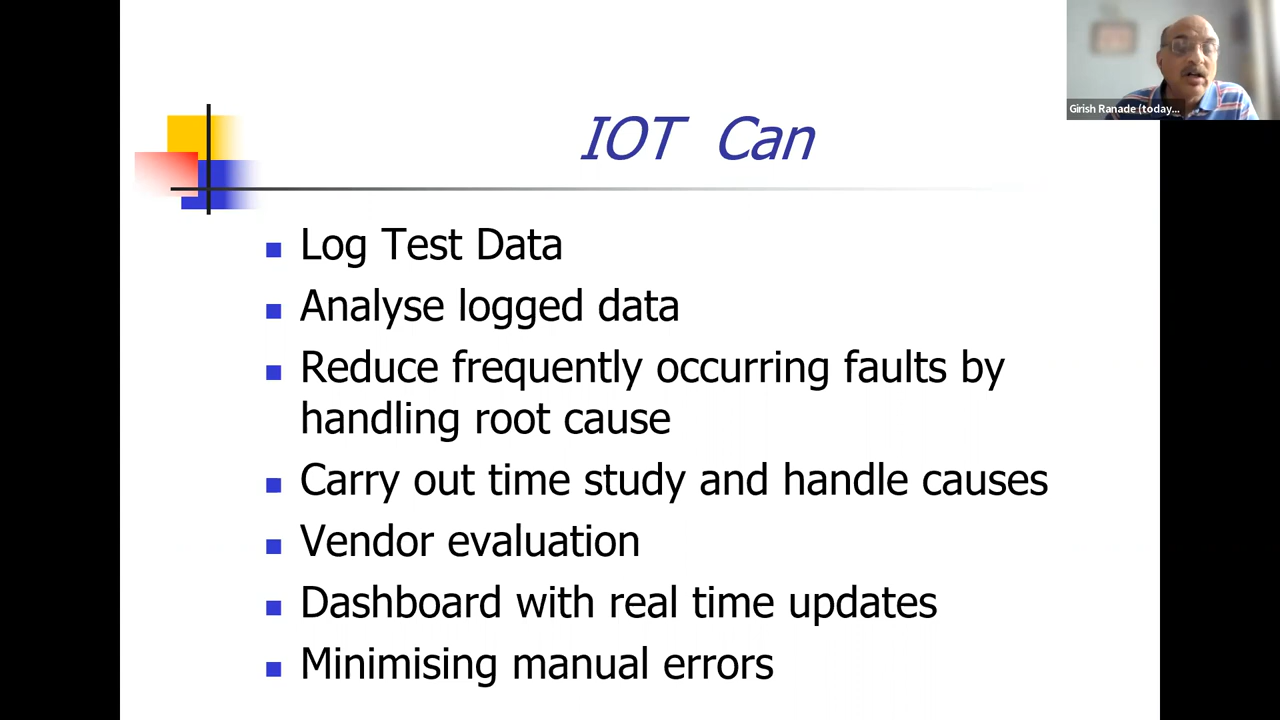 IOT Can
Girish Ranade (today...
Log Test Data
Analyse logged data
Reduce frequently occurring faults by
handling root cause
Carry out time study and handle causes
Vendor evaluation
Dashboard with real time updates
Minimising manual errors